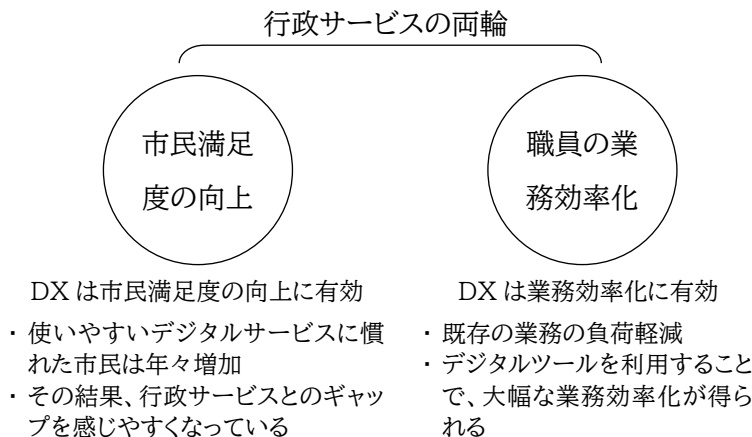 行政サービスの両輪
市民満足
度の向上
職員の業
務効率化
DX は市民満足度の向上に有効
・使いやすいデジタルサービスに慣
れた市民は年々増加
・その結果、行政サービスとのギャッ
プを感じやすくなっている
DX は業務効率化に有効
・既存の業務の負荷軽減
・デジタルツールを利用すること
で、大幅な業務効率化が得ら
れる